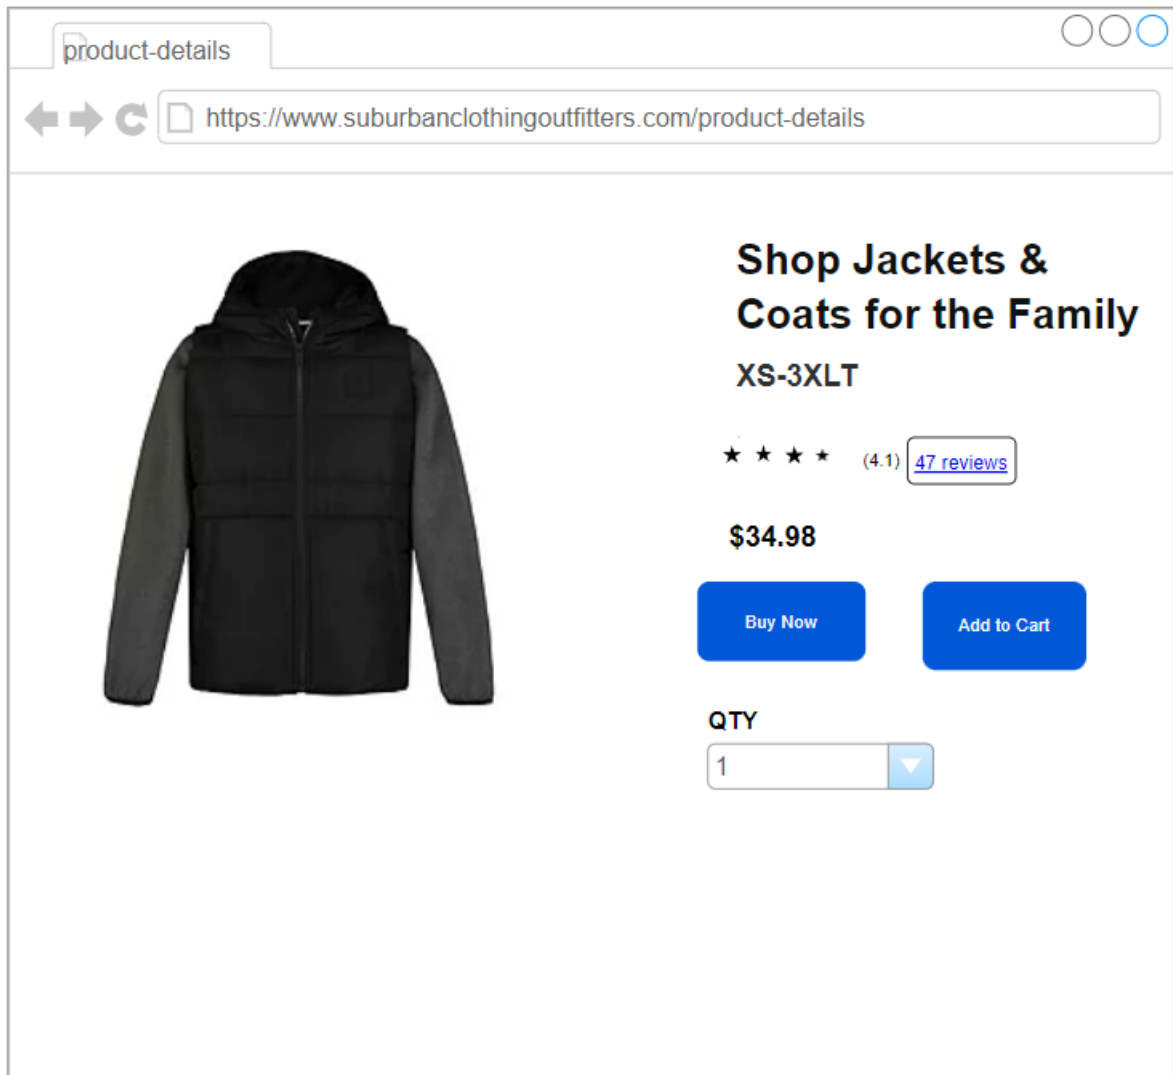 product-details
https://www.suburbanclothingoutfitters.com/product-details
Shop Jackets &
Coats for the Family
XS-3XLT
(4.1) 47 reviews
$34.98
Buy Now
Add to Cart
QTY
1